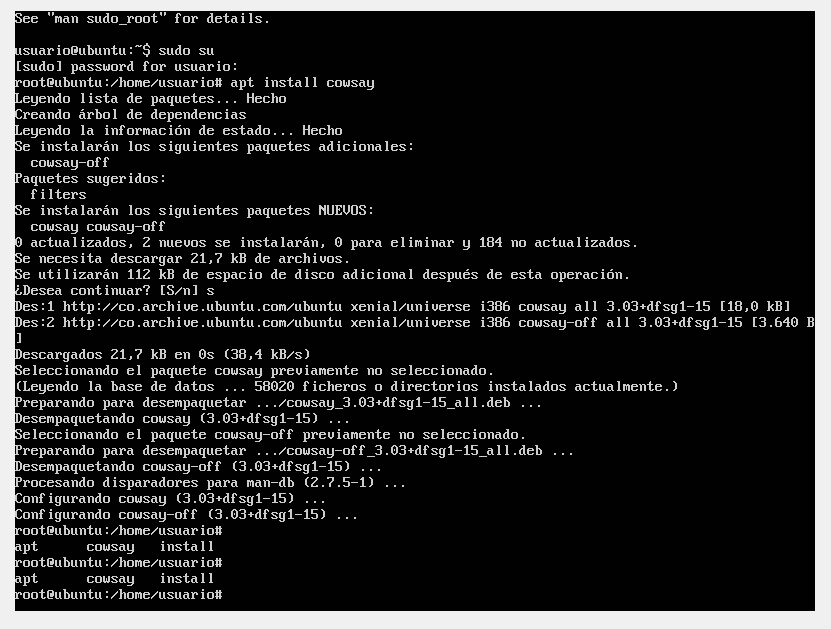 See "man sudo_root" for details.

usuario@ubuntu:~$ sudo su
[sudo] password for usuario:
root@ubuntu:/home/usuario# apt install cowsay
Leyendo lista de paquetes... Hecho
Creando árbol de dependencias
Leyendo la información de estado... Hecho
Se instalarán los siguientes paquetes adicionales:
  cowsay-off
Paquetes sugeridos:
  filters
Se instalarán los siguientes paquetes NUEVOS:
  cowsay cowsay-off
0 actualizados, 2 nuevos se instalarán, 0 para eliminar y 184 no actualizados.
Se necesita descargar 21,7 kB de archivos.
Se utilizarán 112 kB de espacio de disco adicional después de esta operación.
¿Desea continuar? [S/n] s
Des:1 http://co.archive.ubuntu.com/ubuntu xenial/universe i386 cowsay all 3.03+dfsg1-15 [18,0 kB]
Des:2 http://co.archive.ubuntu.com/ubuntu xenial/universe i386 cowsay-off all 3.03+dfsg1-15 [3.640 B
]
Descargados 21,7 kB en 0s (38,4 kB/s)
Seleccionando el paquete cowsay previamente no seleccionado.
(Leyendo la base de datos ... 58020 ficheros o directorios instalados actualmente.)
Preparando para desempaquetar .../cowsay_3.03+dfsg1-15_all.deb ...
Desempaquetando cowsay (3.03+dfsg1-15) ...
Seleccionando el paquete cowsay-off previamente no seleccionado.
Preparando para desempaquetar .../cowsay-off_3.03+dfsg1-15_all.deb ...
Desempaquetando cowsay-off (3.03+dfsg1-15) ...
Procesando disparadores para man-db (2.7.5-1) ...
Configurando cowsay (3.03+dfsg1-15) ...
Configurando cowsay-off (3.03+dfsg1-15) ...
root@ubuntu:/home/usuario#
apt      cowsay   install
root@ubuntu:/home/usuario#
apt      cowsay   install
root@ubuntu:/home/usuario#